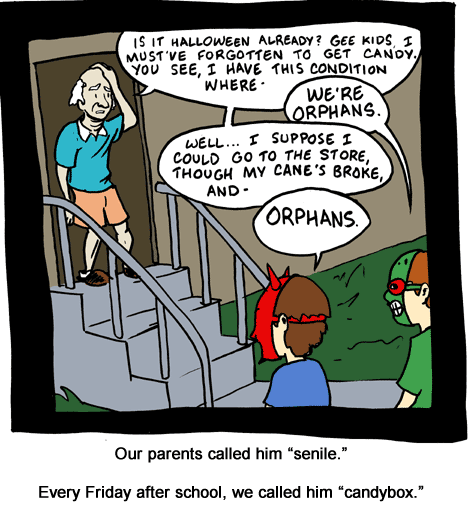 IS IT HALLOWEEN ALREADY? GEE KIDS, I
MUST'VE FORGOTTEN TO GET CANDY.
YOU SEE, I HAVE THIS CONDITION
WHERE-
WE'RE
ORPHANS.
WELL... I SUPPOSE I
COULD GO TO THE STORE,
THOUGH MY CANE'S BROKE,
AND-
ORPHANS.
Our parents called him “senile.”
Every Friday after school, we called him “candybox.”